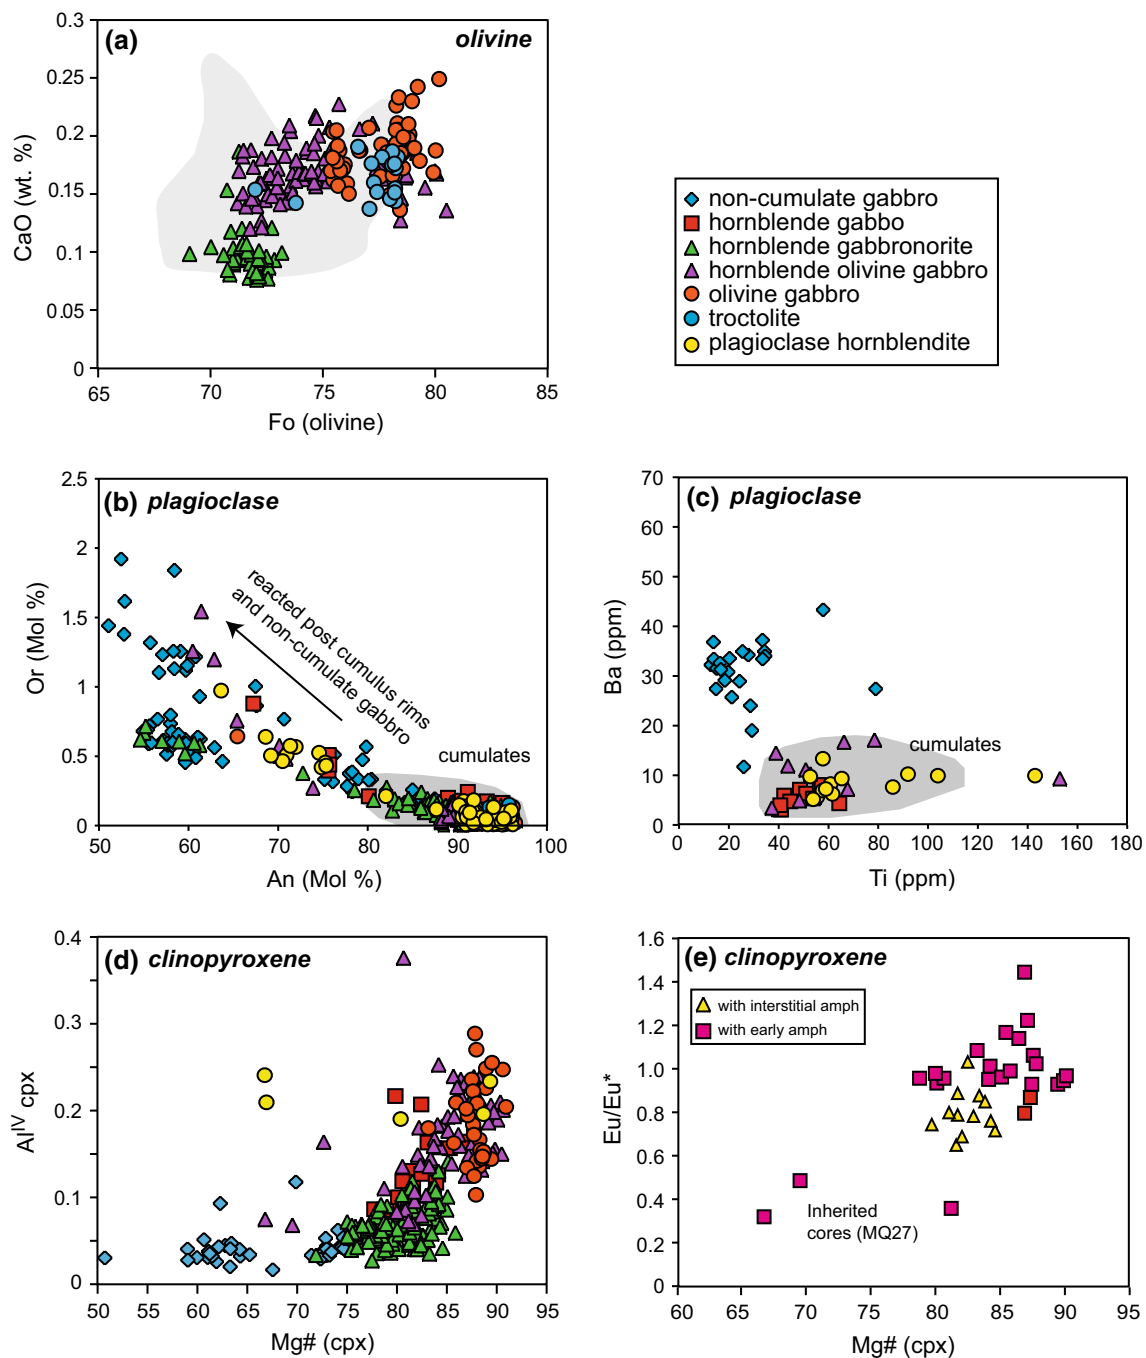 (a)
olivine
0.3
0.25
0.2
0.15
0.1
0.05
0
CaO (wt. %)
65
70
75
80
85
Fo (olivine)
non-cumulate gabbro
hornblende gabbo
hornblende gabbronorite
hornblende olivine gabbro
olivine gabbro
troctolite
plagioclase hornblendite
(b) plagioclase
2.5
2
1.5
1
0.5
0
Or (Mol %)
reacted post cumulus rims
and non-cumulate gabbro
cumulates
50
60
70
80
90
100
An (Mol %)
(c) plagioclase
70
60
50
40
30
20
10
0
Ba (ppm)
cumulates
0
20
40
60
80
100
120
140
160
180
Ti (ppm)
(d) clinopyroxene
0.4
0.3
0.2
0.1
0
AlIV cpx
50
55
60
65
70
75
80
85
90
95
Mg# (cpx)
(e) clinopyroxene
1.6
1.4
1.2
1.0
0.8
0.6
0.4
0.2
0
Eu/Eu*
with interstitial amph
with early amph
Inherited
cores (MQ27)
60
65
70
75
80
85
90
95
Mg# (cpx)